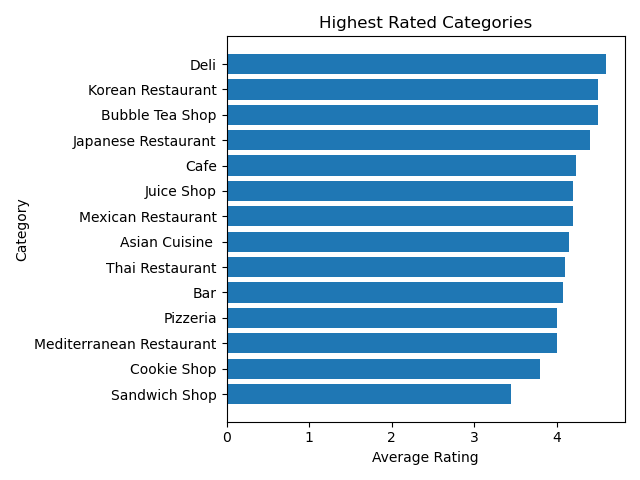 Highest Rated Categories
Category
Deli
Korean Restaurant
Bubble Tea Shop
Japanese Restaurant
Cafe
Juice Shop
Mexican Restaurant
Asian Cuisine
Thai Restaurant
Bar
Pizzeria
Mediterranean Restaurant
Cookie Shop
Sandwich Shop
0 1 2 3 4
Average Rating